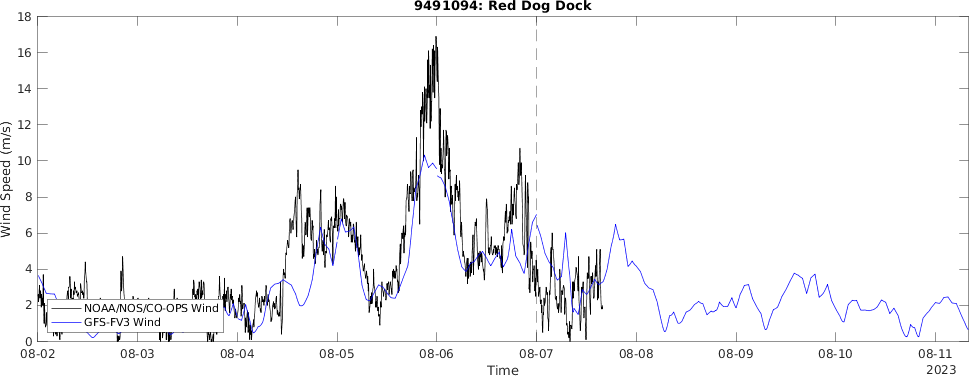 9491094: Red Dog Dock
18
16
14
12
10
8
6
4
2
0
Wind Speed (m/s)
NOAA/NOS/CO-OPS Wind
GFS-FV3 Wind
08-02 08-03 08-04 08-05 08-06 08-07 08-08 08-09 08-10 08-11
Time
2023